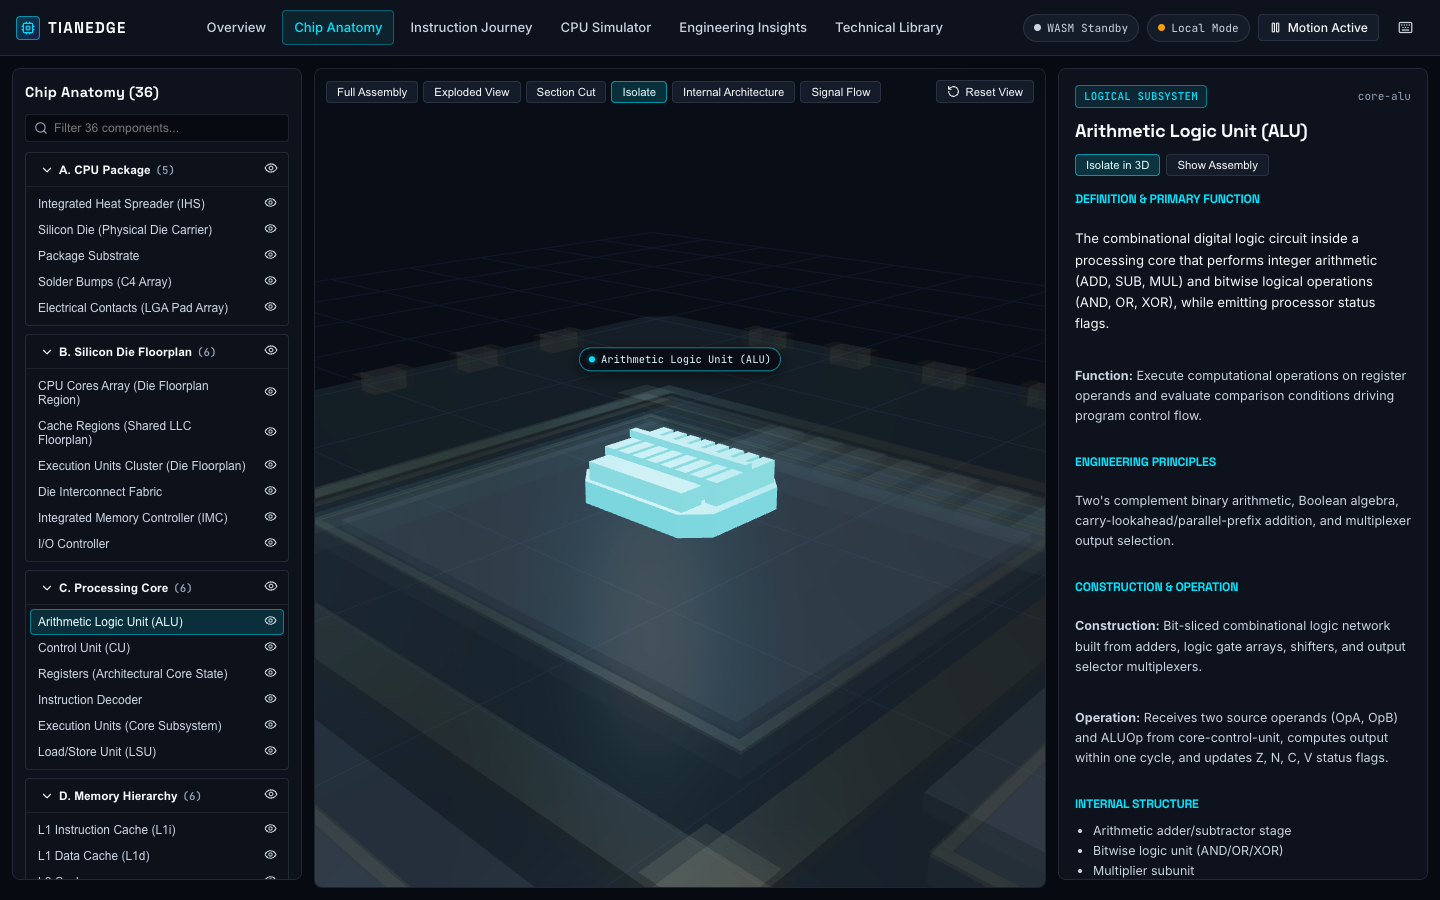 TIANEDGE
Overview
Chip Anatomy
Instruction Journey
CPU Simulator
Engineering Insights
Technical Library
WASM Standby
Local Mode
Motion Active
Chip Anatomy (36)
Filter 36 components...
A. CPU Package (5)
Integrated Heat Spreader (IHS)
Silicon Die (Physical Die Carrier)
Package Substrate
Solder Bumps (C4 Array)
Electrical Contacts (LGA Pad Array)
B. Silicon Die Floorplan (6)
CPU Cores Array (Die Floorplan
Region)
Cache Regions (Shared LLC
Floorplan)
Execution Units Cluster (Die Floorplan)
Die Interconnect Fabric
Integrated Memory Controller (IMC)
I/O Controller
C. Processing Core (6)
Arithmetic Logic Unit (ALU)
Control Unit (CU)
Registers (Architectural Core State)
Instruction Decoder
Execution Units (Core Subsystem)
Load/Store Unit (LSU)
D. Memory Hierarchy (6)
L1 Instruction Cache (L1i)
L1 Data Cache (L1d)
Full Assembly
Exploded View
Section Cut
Isolate
Internal Architecture
Signal Flow
Reset View
Arithmetic Logic Unit (ALU)
LOGICAL SUBSYSTEM
core-alu
Arithmetic Logic Unit (ALU)
Isolate in 3D
Show Assembly
DEFINITION & PRIMARY FUNCTION
The combinational digital logic circuit inside a
processing core that performs integer arithmetic
(ADD, SUB, MUL) and bitwise logical operations
(AND, OR, XOR), while emitting processor status
flags.
Function: Execute computational operations on register
operands and evaluate comparison conditions driving
program control flow.
ENGINEERING PRINCIPLES
Two's complement binary arithmetic, Boolean algebra,
carry-lookahead/parallel-prefix addition, and multiplexer
output selection.
CONSTRUCTION & OPERATION
Construction: Bit-sliced combinational logic network
built from adders, logic gate arrays, shifters, and output
selector multiplexers.
Operation: Receives two source operands (OpA, OpB)
and ALUOp from core-control-unit, computes output
within one cycle, and updates Z, N, C, V status flags.
INTERNAL STRUCTURE
• Arithmetic adder/subtractor stage
• Bitwise logic unit (AND/OR/XOR)
• Multiplier subunit